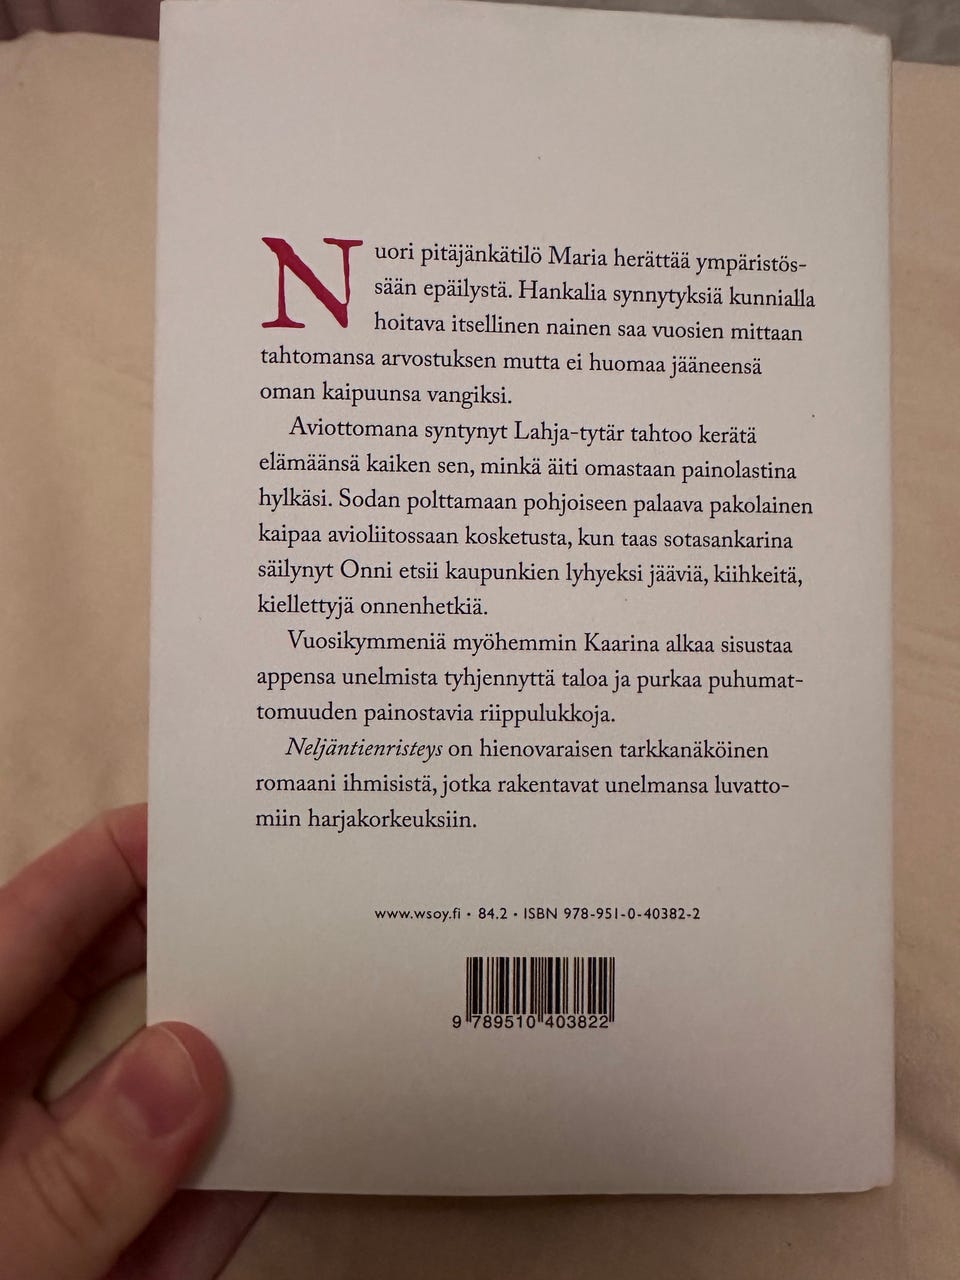 Nuori pitäjänkätilö Maria herättää ympäristös-
sään epäilystä. Hankalia synnytyksiä kunnialla
hoitava itsellinen nainen saa vuosien mittaan
tahtomansa arvostuksen mutta ei huomaa jääneensä
oman kaipuunsa vangiksi.
Aviottomana syntynyt Lahja-tytär tahtoo kerätä
elämäänsä kaiken sen, minkä äiti omastaan painolastina
hylkäsi. Sodan polttamaan pohjoiseen palaava pakolainen
kaipaa avioliitossaan kosketusta, kun taas sotasankarina
säilynyt Onni etsii kaupunkien lyhyeksi jääviä, kiihkeitä,
kiellettyjä onnenhetkiä.
Vuosikymmeniä myöhemmin Kaarina alkaa sisustaa
appensa unelmista tyhjennyttä taloa ja purkaa puhumat-
tomuuden painostavia riippulukkoja.
Neljäntienristeys on hienovaraisen tarkkanäköinen
romaani ihmisistä, jotka rakentavat unelmansa luvatto-
miin harjakorkeuksiin.
www.wsoy.fi • 84.2 • ISBN 978-951-0-40382-2
9 789510 403822